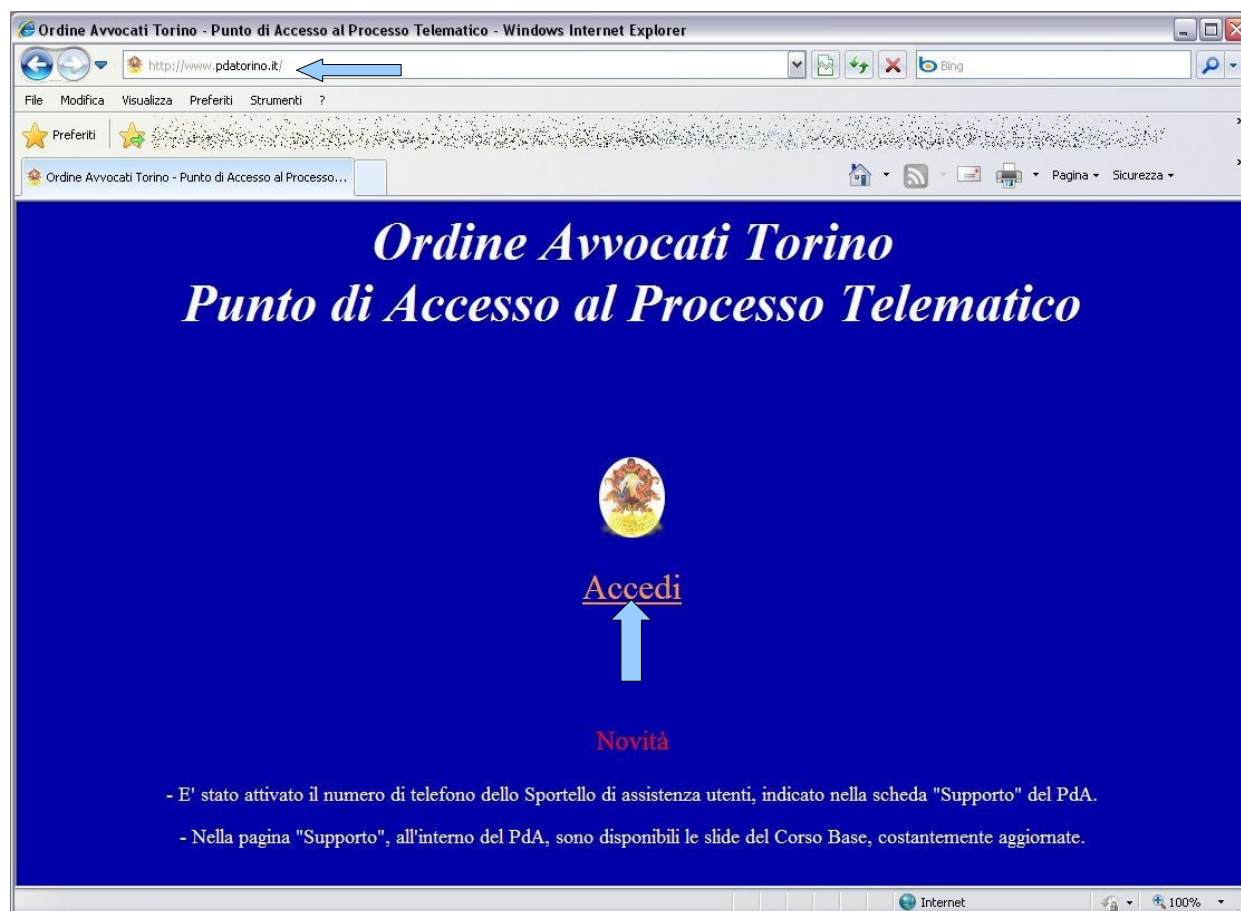 Ordine Avvocati Torino - Punto di Accesso al Processo Telematico - Windows Internet Explorer
http://www.pdatorino.it/
Bing
File Modifica Visualizza Preferiti Strumenti ?
Preferiti
Ordine Avvocati Torino - Punto di Accesso al Processo...
Pagina Sicurezza
Ordine Avvocati Torino
Punto di Accesso al Processo Telematico
Accedi
Novità
- E' stato attivato il numero di telefono dello Sportello di assistenza utenti, indicato nella scheda "Supporto" del PdA.
- Nella pagina "Supporto", all'interno del PdA, sono disponibili le slide del Corso Base, costantemente aggiornate.
Internet
100%